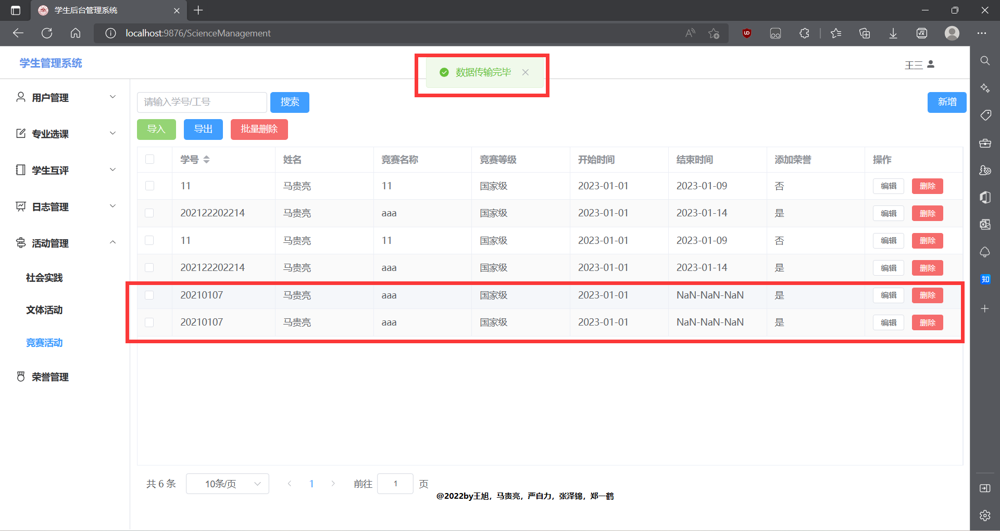 学生后台管理系统
localhost:9876/ScienceManagement
学生管理系统
数据传输完毕
王三
用户管理
专业选课
学生互评
日志管理
活动管理
社会实践
文体活动
竞赛活动
荣誉管理
请输入学号/工号 搜索 新增
导入 导出 批量删除
学号 姓名 竞赛名称 竞赛等级 开始时间 结束时间 添加荣誉 操作
11 马贵亮 11 国家级 2023-01-01 2023-01-09 否 编辑 删除
202122202214 马贵亮 aaa 国家级 2023-01-01 2023-01-14 是 编辑 删除
11 马贵亮 11 国家级 2023-01-01 2023-01-09 否 编辑 删除
202122202214 马贵亮 aaa 国家级 2023-01-01 2023-01-14 是 编辑 删除
20210107 马贵亮 aaa 国家级 2023-01-01 NaN-NaN-NaN 是 编辑 删除
20210107 马贵亮 aaa 国家级 2023-01-01 NaN-NaN-NaN 是 编辑 删除
共 6 条 10条/页 1 前往 1 页
@2022by王旭，马贵亮，严自力，张泽锦，郑一鹤
知